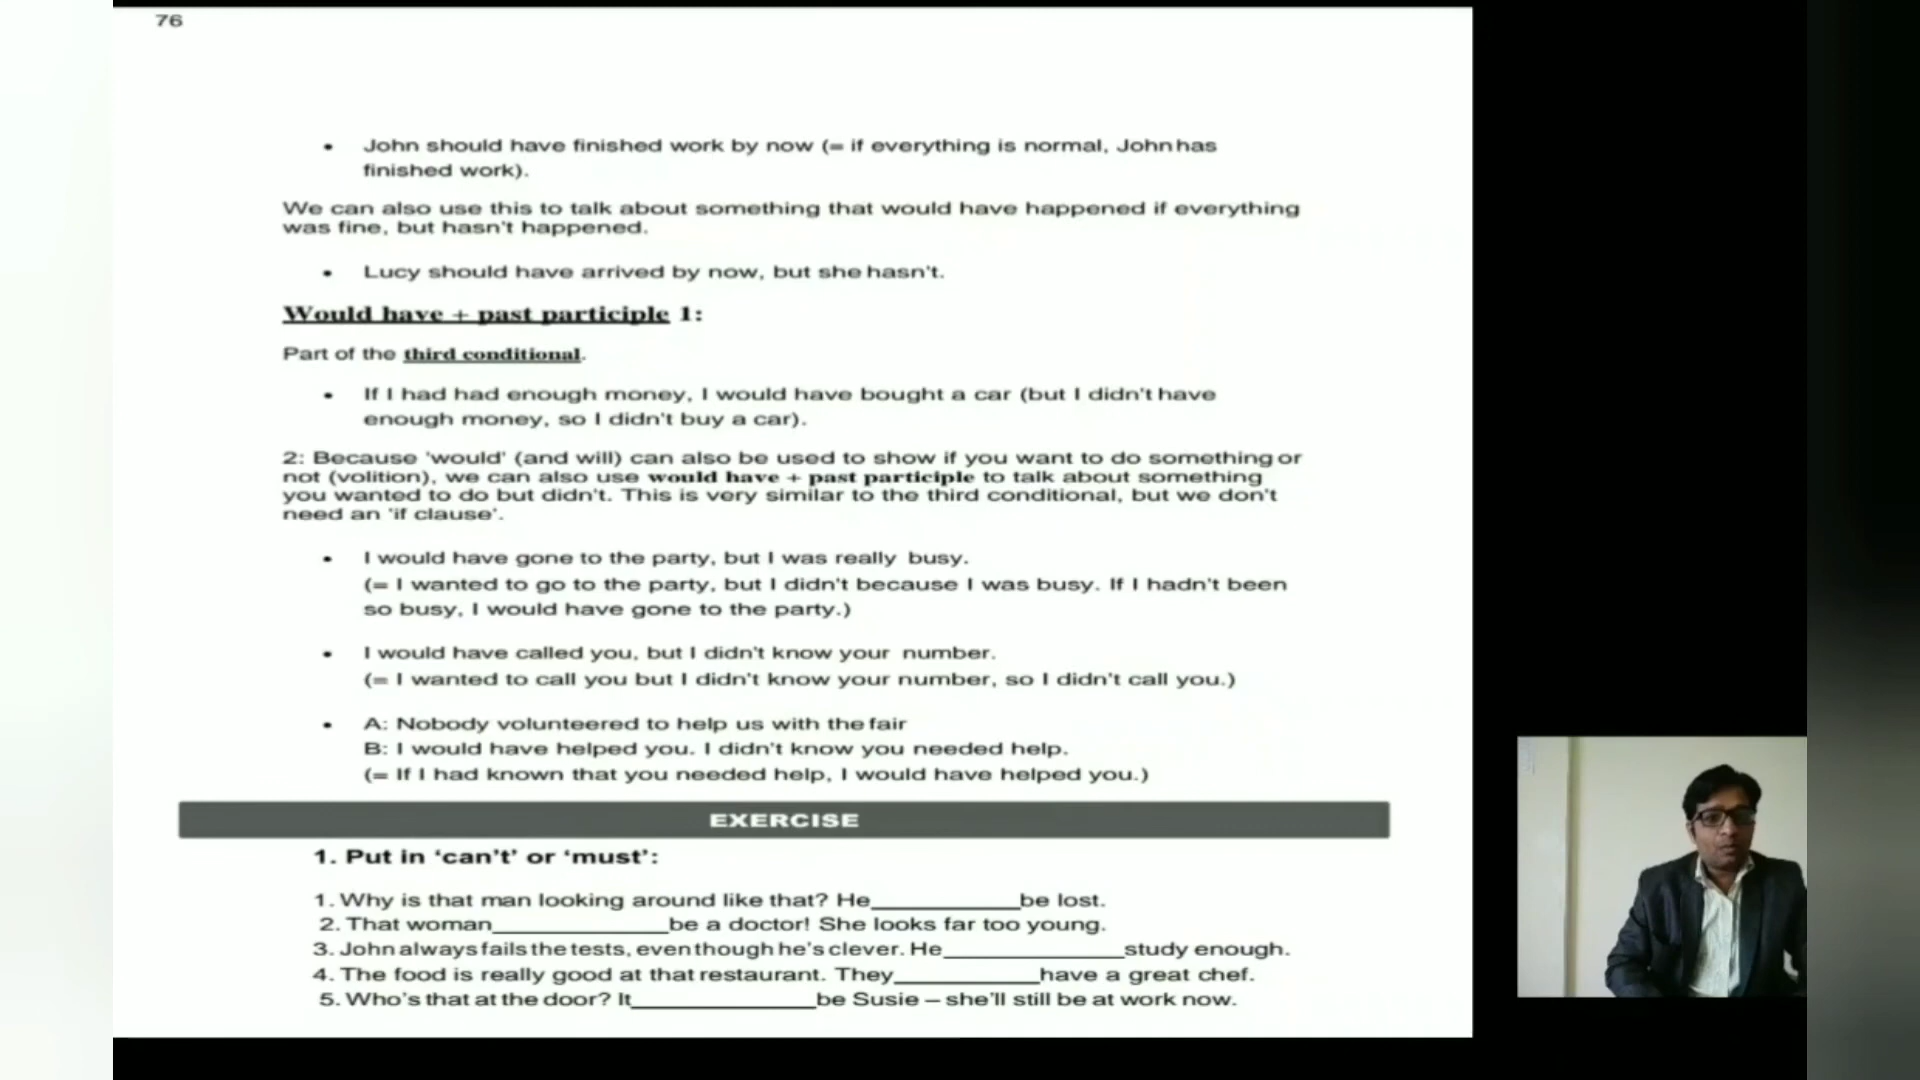 76
• John should have finished work by now (= if everything is normal, John has
finished work).
We can also use this to talk about something that would have happened if everything
was fine, but hasn't happened.
• Lucy should have arrived by now, but she hasn't.
Would have + past participle 1:
Part of the third conditional.
• If I had had enough money, I would have bought a car (but I didn't have
enough money, so I didn't buy a car).
2: Because 'would' (and will) can also be used to show if you want to do something or
not (volition), we can also use would have + past participle to talk about something
you wanted to do but didn't. This is very similar to the third conditional, but we don't
need an 'if clause'.
• I would have gone to the party, but I was really busy.
(= I wanted to go to the party, but I didn't because I was busy. If I hadn't been
so busy, I would have gone to the party.)
• I would have called you, but I didn't know your number.
(= I wanted to call you but I didn't know your number, so I didn't call you.)
• A: Nobody volunteered to help us with the fair
B: I would have helped you. I didn't know you needed help.
(= If I had known that you needed help, I would have helped you.)
EXERCISE
1. Put in ‘can’t’ or ‘must’:
1. Why is that man looking around like that? He__________be lost.
2. That woman____________be a doctor! She looks far too young.
3. John always fails the tests, even though he’s clever. He____________study enough.
4. The food is really good at that restaurant. They__________have a great chef.
5. Who’s that at the door? It____________be Susie – she’ll still be at work now.